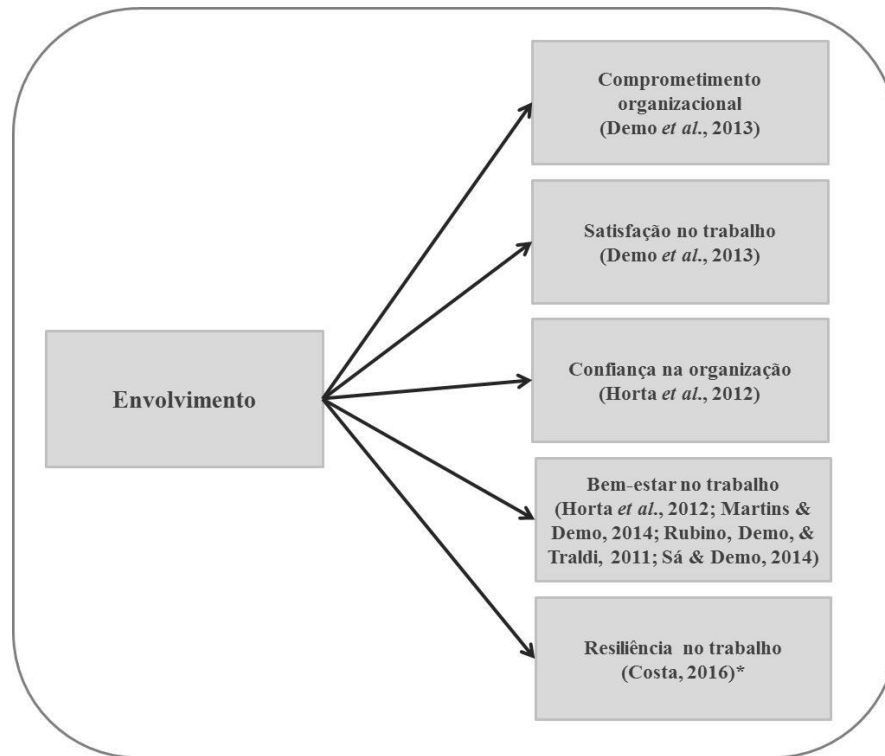 Comprometimento
organizacional
(Demo et al., 2013)
Satisfação no trabalho
(Demo et al., 2013)
Confiança na organização
(Horta et al., 2012)
Envolvimento
Bem-estar no trabalho
(Horta et al., 2012; Martins &
Demo, 2014; Rubino, Demo, &
Traldi, 2011; Sá & Demo, 2014)
Resiliência no trabalho
(Costa, 2016)*